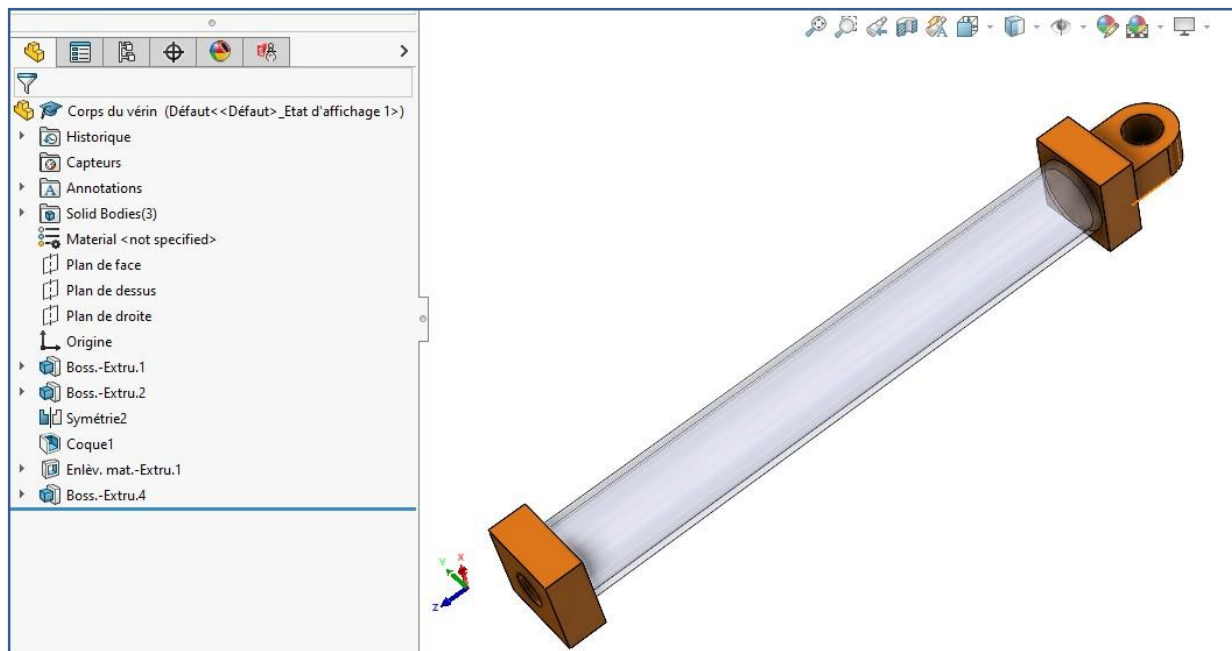 Corps du vérin (Défaut<<Défaut>_Etat d'affichage 1>)
Historique
Capteurs
A Annotations
Solid Bodies(3)
Material <not specified>
Plan de face
Plan de dessus
Plan de droite
Origine
Boss.-Extru.1
Boss.-Extru.2
Symétrie2
Coque1
Enlèv. mat.-Extru.1
Boss.-Extru.4
Y X
Z